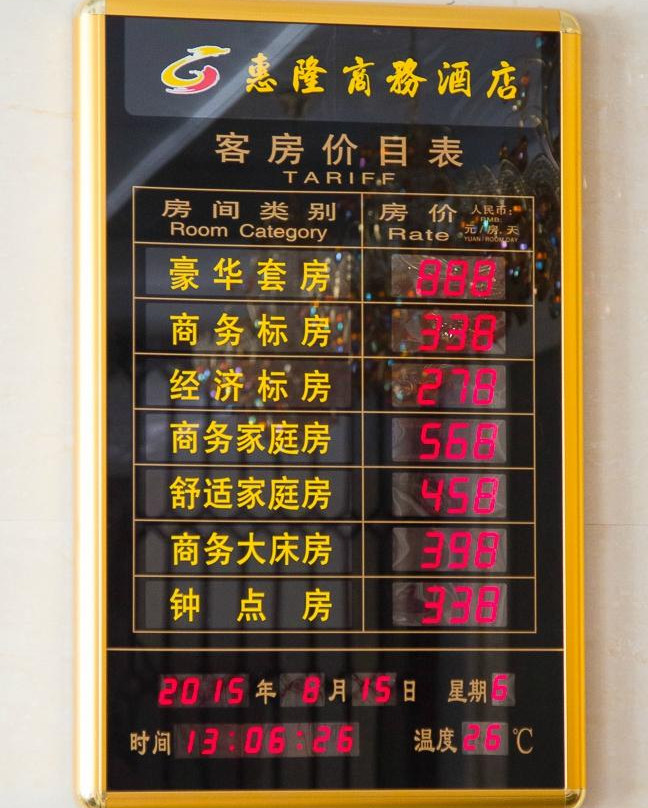 惠隆商務酒店
客房价目表
TARIFF
房间类别 房价 人民币:
RMB:
Room Category Rate 元/房.天
YUAN/ROOM.DAY
豪华套房 888
商务标房 338
经济标房 278
商务家庭房 568
舒适家庭房 458
商务大床房 398
钟点房 338
2015年8月15日 星期6
时间 13:06:26 温度26℃